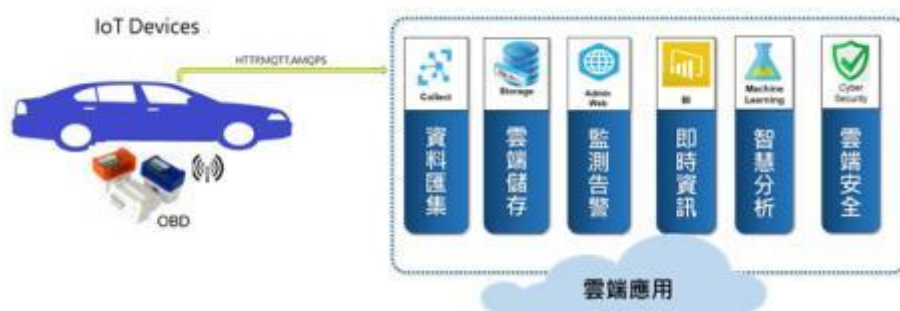 IoT Devices
HTTP,MQTT,AMQPS
OBD
Collect
資料匯集
Storage
雲端儲存
Admin
Web
監測告警
BI
即時資訊
Machine
Learning
智慧分析
Cyber
Security
雲端安全
雲端應用